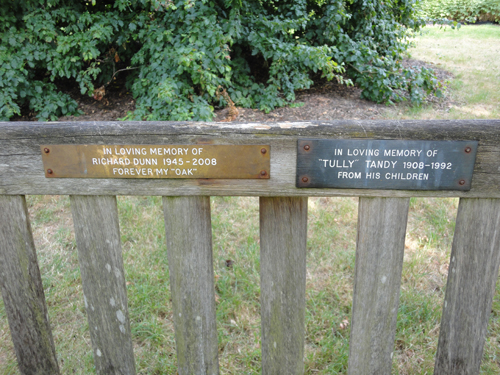 IN LOVING MEMORY OF
RICHARD DUNN 1945-2008
FOREVER MY "OAK"
IN LOVING MEMORY OF
"TULLY" TANDY 1908-1992
FROM HIS CHILDREN